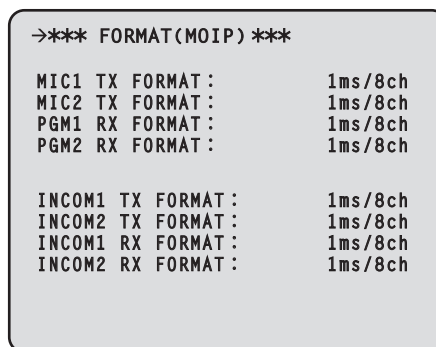 →*** FORMAT(MOIP) ***
MIC1 TX FORMAT: 1ms/8ch
MIC2 TX FORMAT: 1ms/8ch
PGM1 RX FORMAT: 1ms/8ch
PGM2 RX FORMAT: 1ms/8ch
INCOM1 TX FORMAT: 1ms/8ch
INCOM2 TX FORMAT: 1ms/8ch
INCOM1 RX FORMAT: 1ms/8ch
INCOM2 RX FORMAT: 1ms/8ch